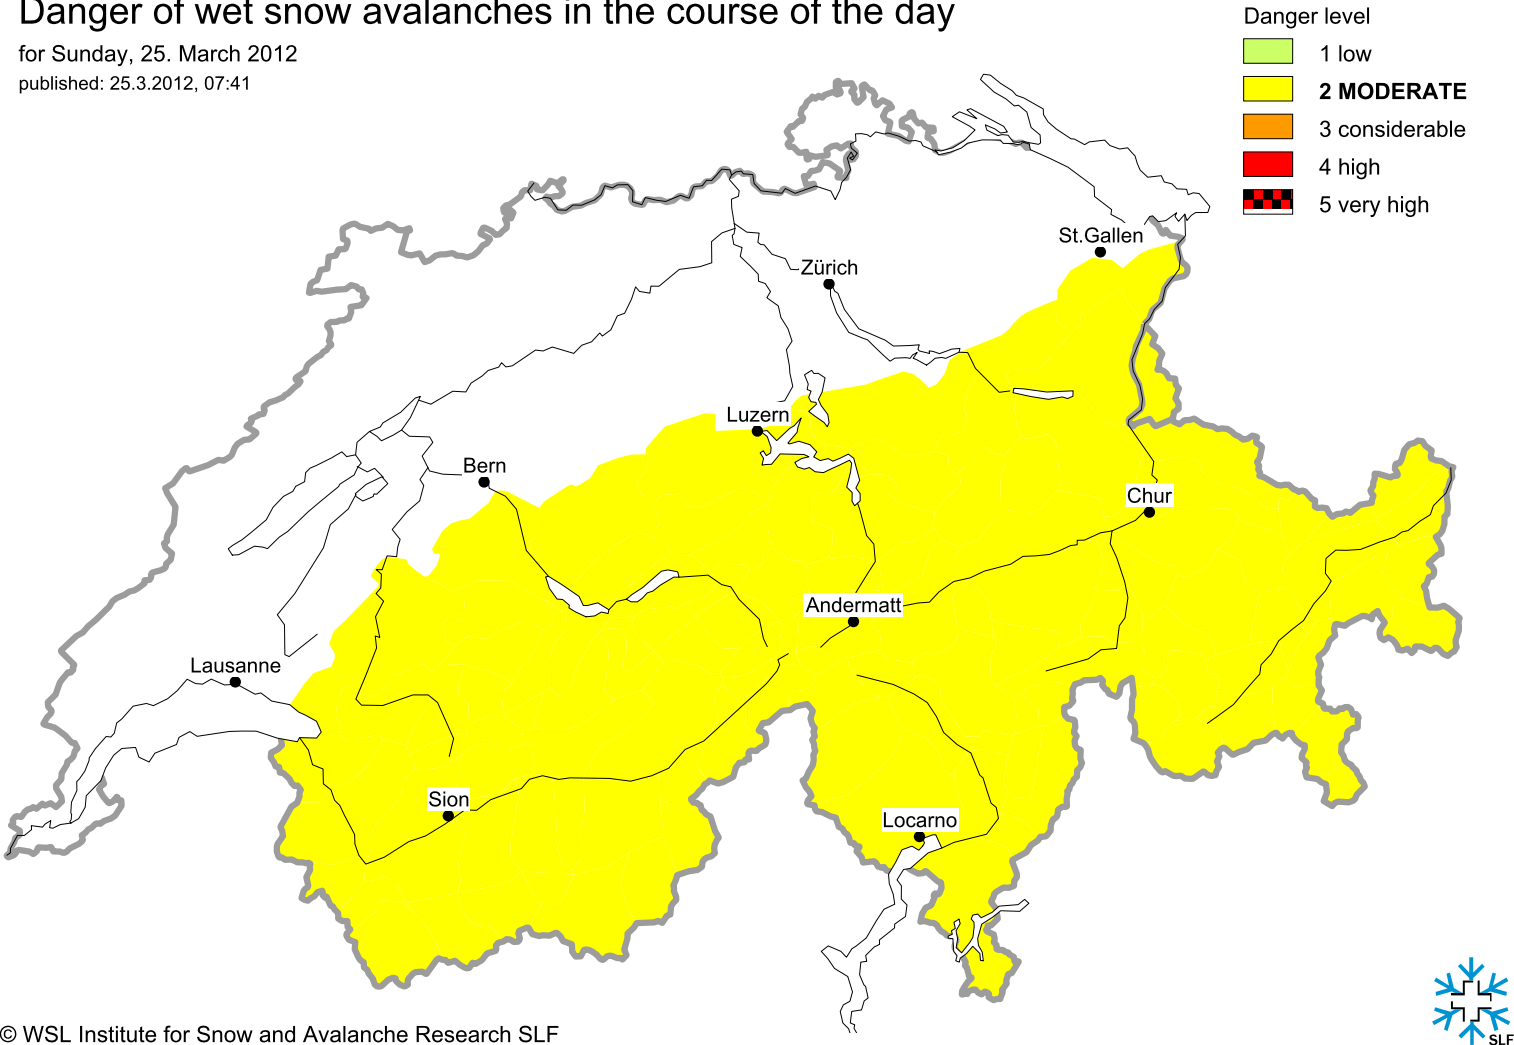 Danger of wet snow avalanches in the course of the day
for Sunday, 25. March 2012
published: 25.3.2012, 07:41
Danger level
1 low
2 MODERATE
3 considerable
4 high
5 very high
St.Gallen
Zürich
Luzern
Bern
Chur
Andermatt
Lausanne
Sion
Locarno
© WSL Institute for Snow and Avalanche Research SLF
SLF